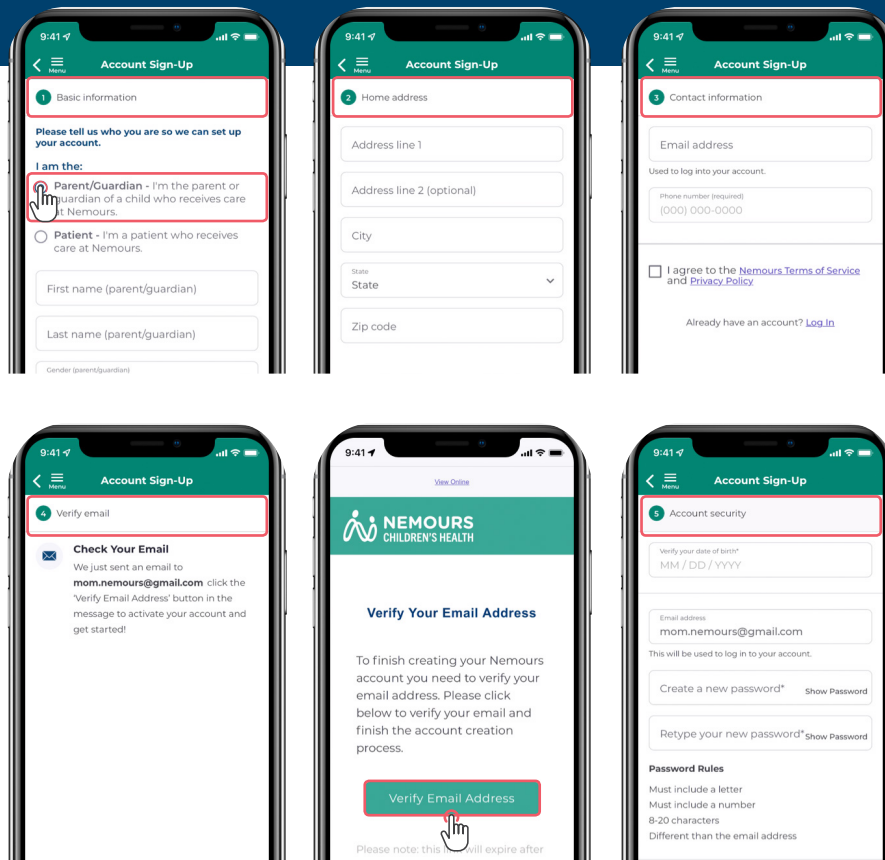 9:41
Menu
Account Sign-Up
1 Basic information
Please tell us who you are so we can set up
your account.
I am the:
Parent/Guardian - I'm the parent or
guardian of a child who receives care
at Nemours.
Patient - I'm a patient who receives
care at Nemours.
First name (parent/guardian)
Last name (parent/guardian)
Gender (parent/guardian)
9:41
Menu
Account Sign-Up
2 Home address
Address line 1
Address line 2 (optional)
City
State
State
Zip code
9:41
Menu
Account Sign-Up
3 Contact information
Email address
Used to log into your account.
Phone number (required)
(000) 000-0000
I agree to the Nemours Terms of Service
and Privacy Policy
Already have an account? Log In
9:41
Menu
Account Sign-Up
4 Verify email
Check Your Email
We just sent an email to
mom.nemours@gmail.com click the
'Verify Email Address' button in the
message to activate your account and
get started!
9:41
View Online
NEMOURS
CHILDREN'S HEALTH
Verify Your Email Address
To finish creating your Nemours
account you need to verify your
email address. Please click
below to verify your email and
finish the account creation
process.
Verify Email Address
Please note: this link will expire after
9:41
Menu
Account Sign-Up
5 Account security
Verify your date of birth*
MM / DD / YYYY
Email address
mom.nemours@gmail.com
This will be used to log in to your account.
Create a new password* Show Password
Retype your new password* Show Password
Password Rules
Must include a letter
Must include a number
8-20 characters
Different than the email address